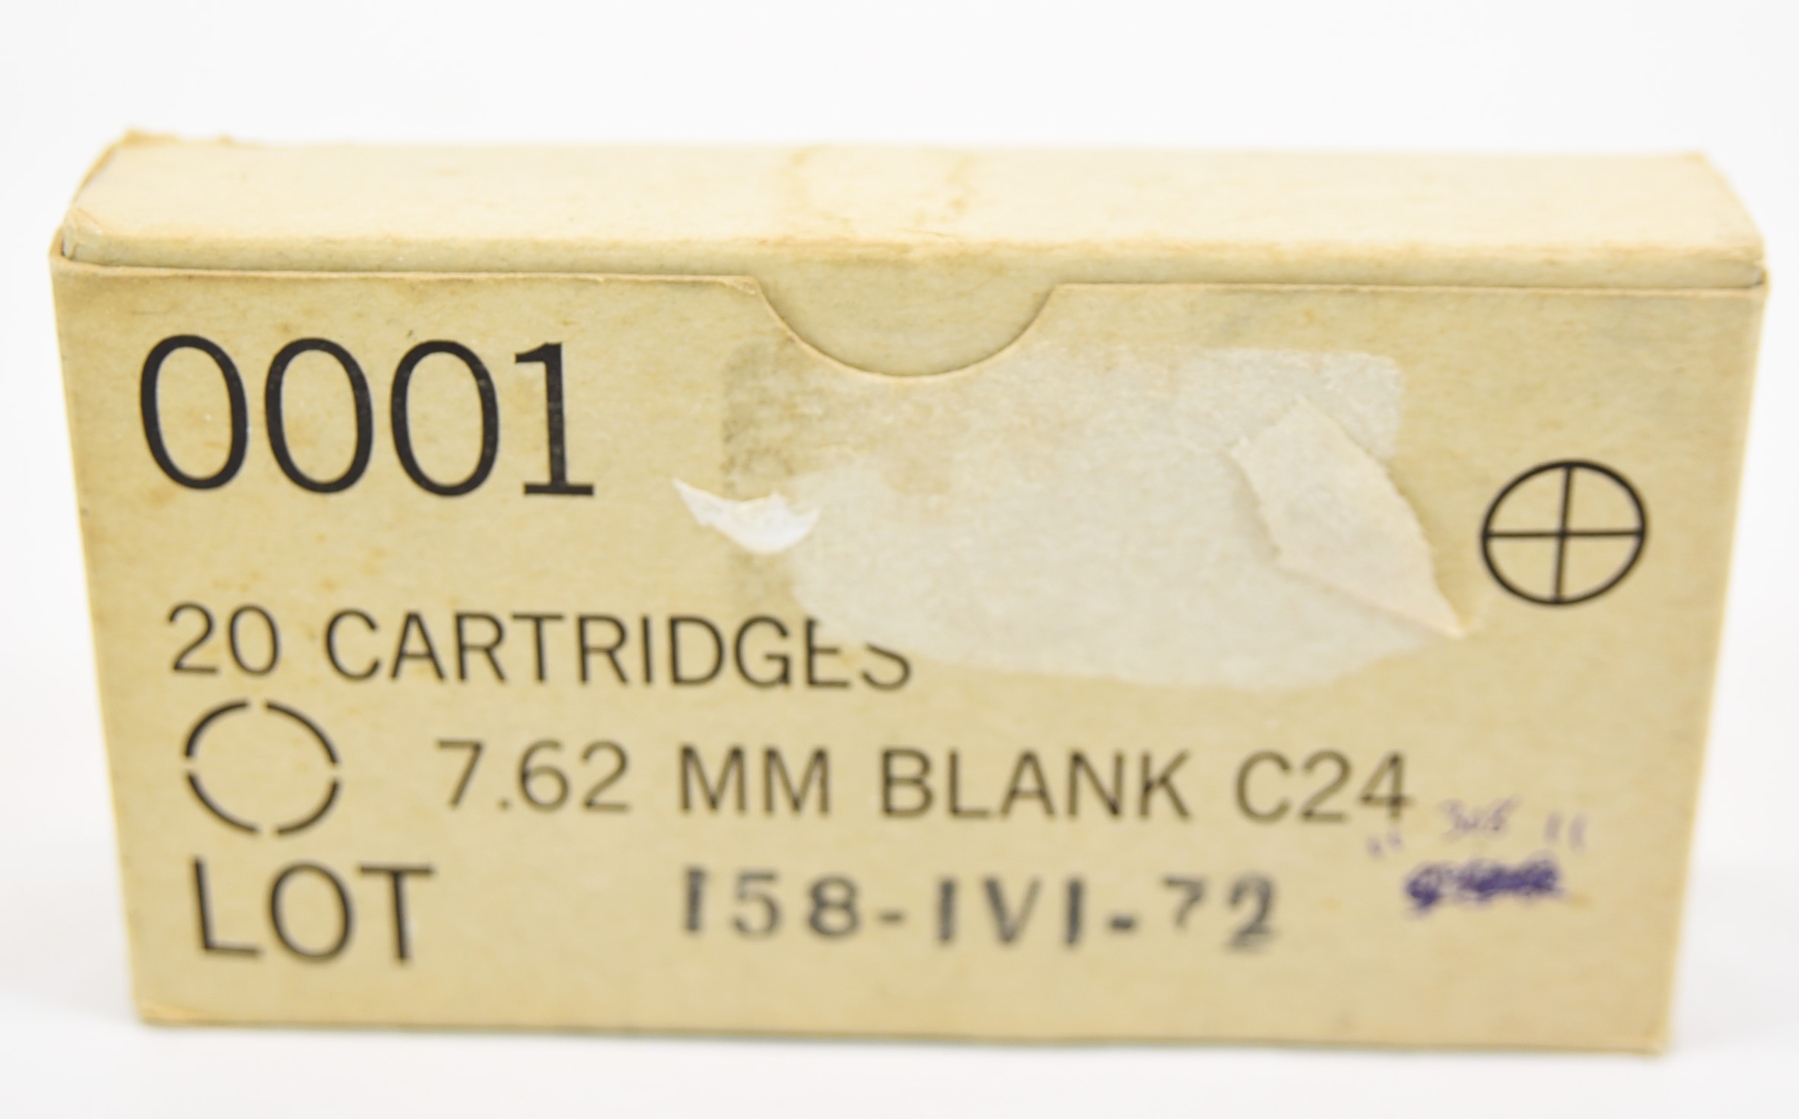 0001
20 CARTRIDGES
7.62 MM BLANK C24
LOT 158-IVI-72